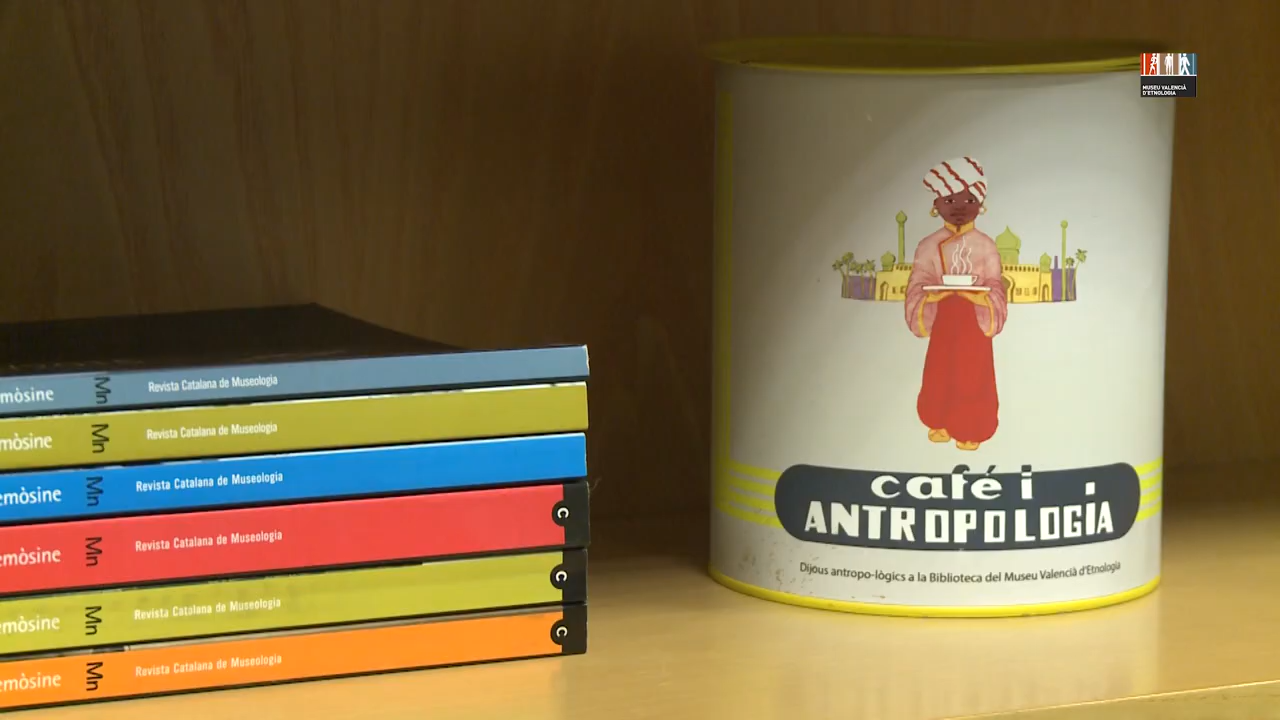 MUSEU VALENCIÀ
D'ETNOLOGIA
emòsine Mn Revista Catalana de Museologia
mòsine Mn Revista Catalana de Museologia
emòsine Mn Revista Catalana de Museologia
emòsine Mn Revista Catalana de Museologia C
emòsine Mn Revista Catalana de Museologia C
emòsine Mn Revista Catalana de Museologia C
café i
ANTROPOLOGIA
Dijous antropo-lògics a la Biblioteca del Museu Valencià d'Etnologia